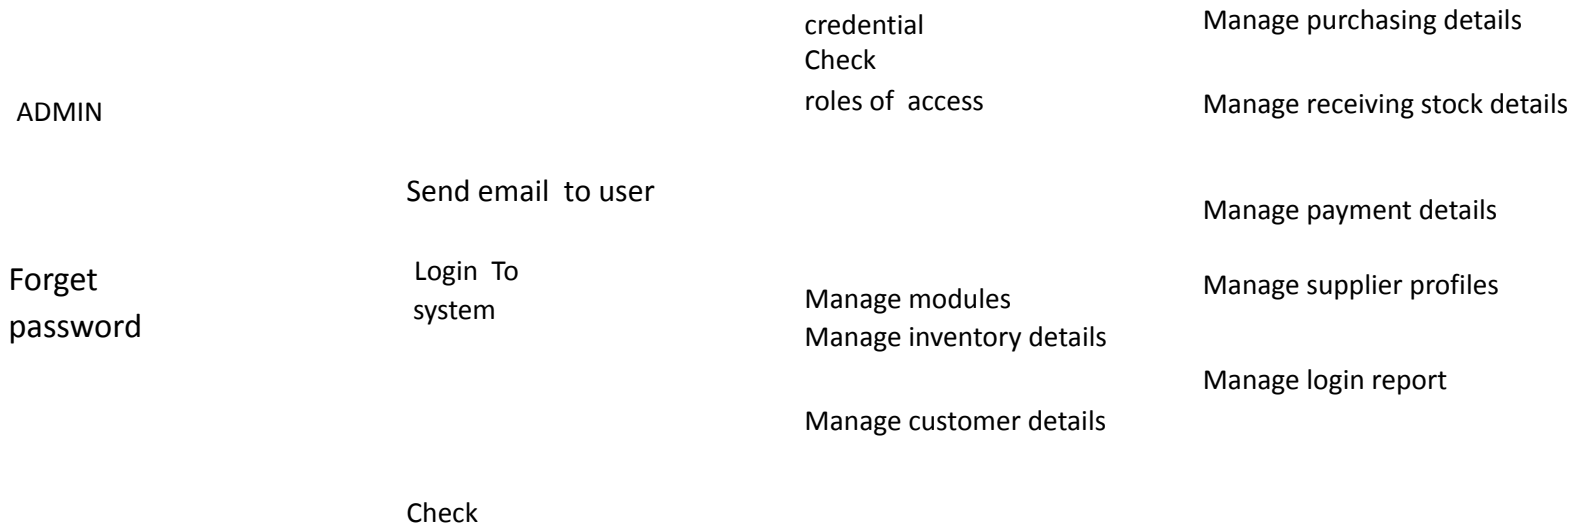 ADMIN
Forget
password
Send email  to user
Login  To
system
Check
credential
Check
roles of  access
Manage modules
Manage inventory details
Manage customer details
Manage purchasing details
Manage receiving stock details
Manage payment details
Manage supplier profiles
Manage login report